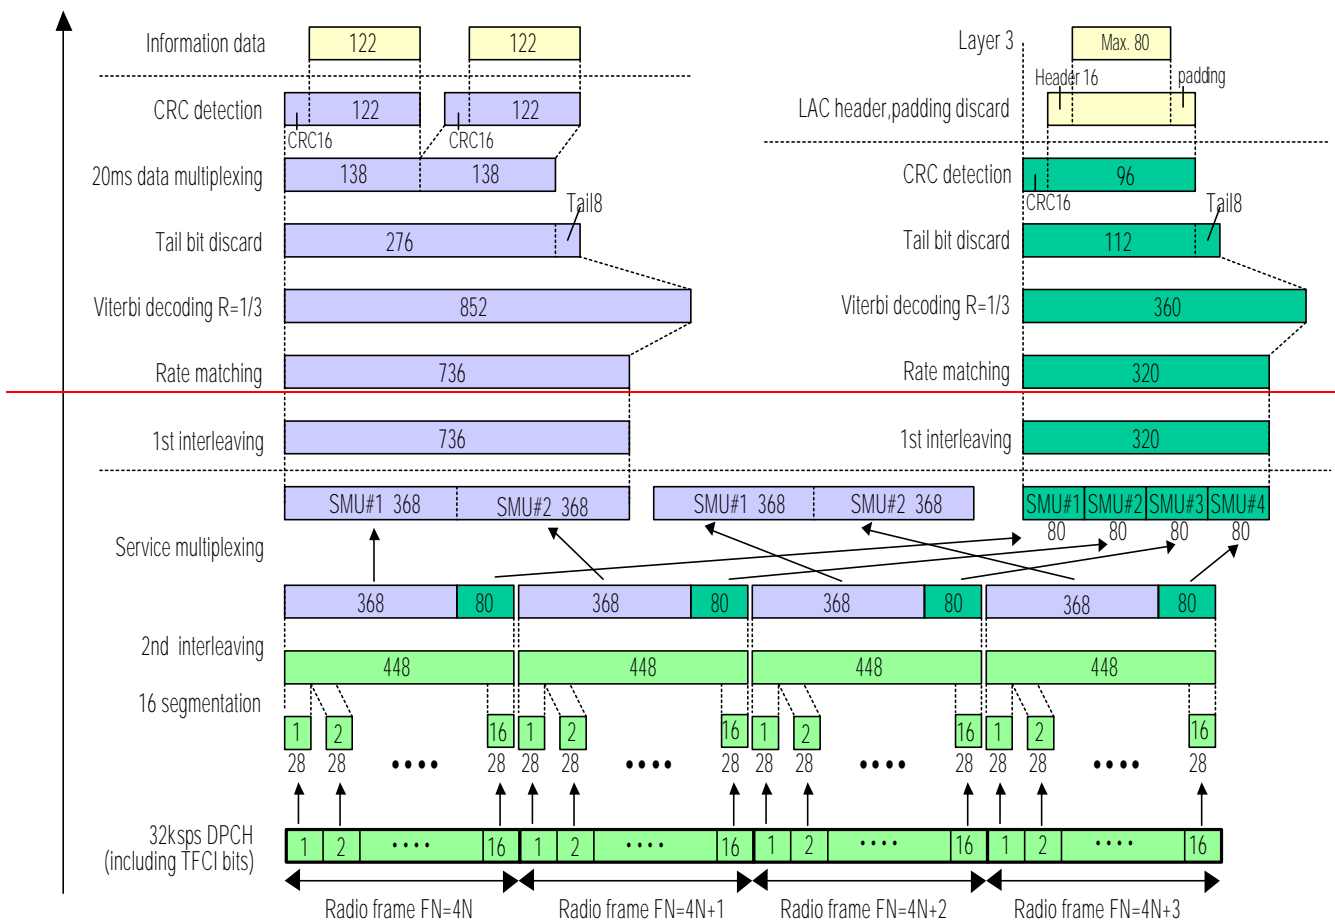 Information data 122 122 Layer 3 Max. 80
Header 16 padding
CRC detection 122 122 LAC header,padding discard
CRC16 CRC16
20ms data multiplexing 138 138 CRC detection 96
CRC16
Tail8 Tail8
Tail bit discard 276 Tail bit discard 112
Viterbi decoding R=1/3 852 Viterbi decoding R=1/3 360
Rate matching 736 Rate matching 320
1st interleaving 736 1st interleaving 320
SMU#1 368 SMU#2 368 SMU#1 368 SMU#2 368 SMU#1 SMU#2 SMU#3 SMU#4
80 80 80 80
Service multiplexing
368 80 368 80 368 80 368 80
2nd interleaving
448 448 448 448
16 segmentation
1 2 16 1 2 16 1 2 16 1 2 16
28 28 •••• 28 28 28 •••• 28 28 28 •••• 28 28 28 •••• 28
32ksps DPCH
(including TFCI bits)
1 2 •••• 16 1 2 •••• 16 1 2 •••• 16 1 2 •••• 16
Radio frame FN=4N Radio frame FN=4N+1 Radio frame FN=4N+2 Radio frame FN=4N+3